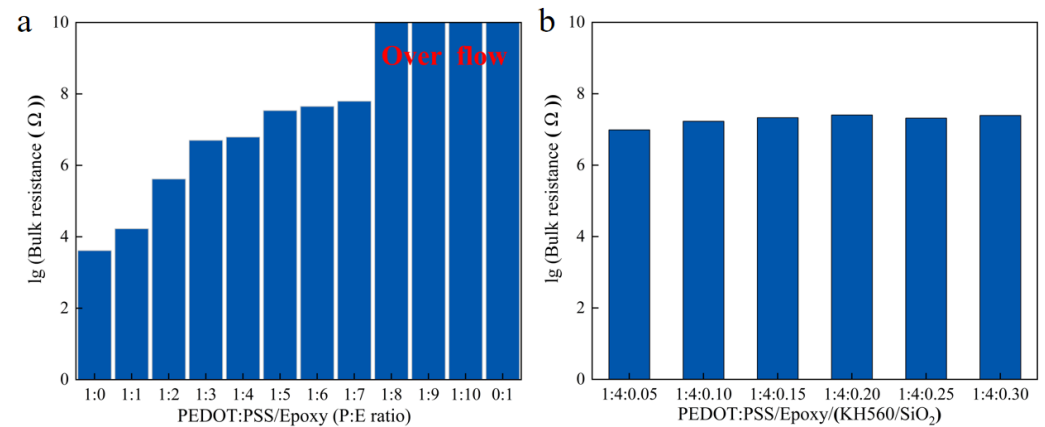 a
10
8
6
4
2
0
lg (Bulk resistance ( Ω ))
Over flow
1:0 1:1 1:2 1:3 1:4 1:5 1:6 1:7 1:8 1:9 1:10 0:1
PEDOT:PSS/Epoxy (P:E ratio)
b
10
8
6
4
2
0
lg (Bulk resistance ( Ω ))
1:4:0.05 1:4:0.10 1:4:0.15 1:4:0.20 1:4:0.25 1:4:0.30
PEDOT:PSS/Epoxy/(KH560/SiO₂)